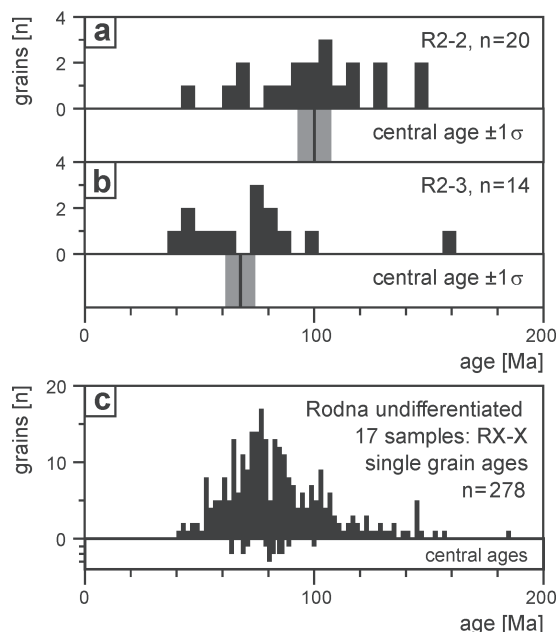 grains [n]
4
2
0
a
R2-2, n=20
central age ±1σ
4
2
0
b
R2-3, n=14
central age ±1σ
0
100
200
age [Ma]
grains [n]
20
10
0
c
Rodna undifferentiated
17 samples: RX-X
single grain ages
n=278
central ages
0
100
200
age [Ma]